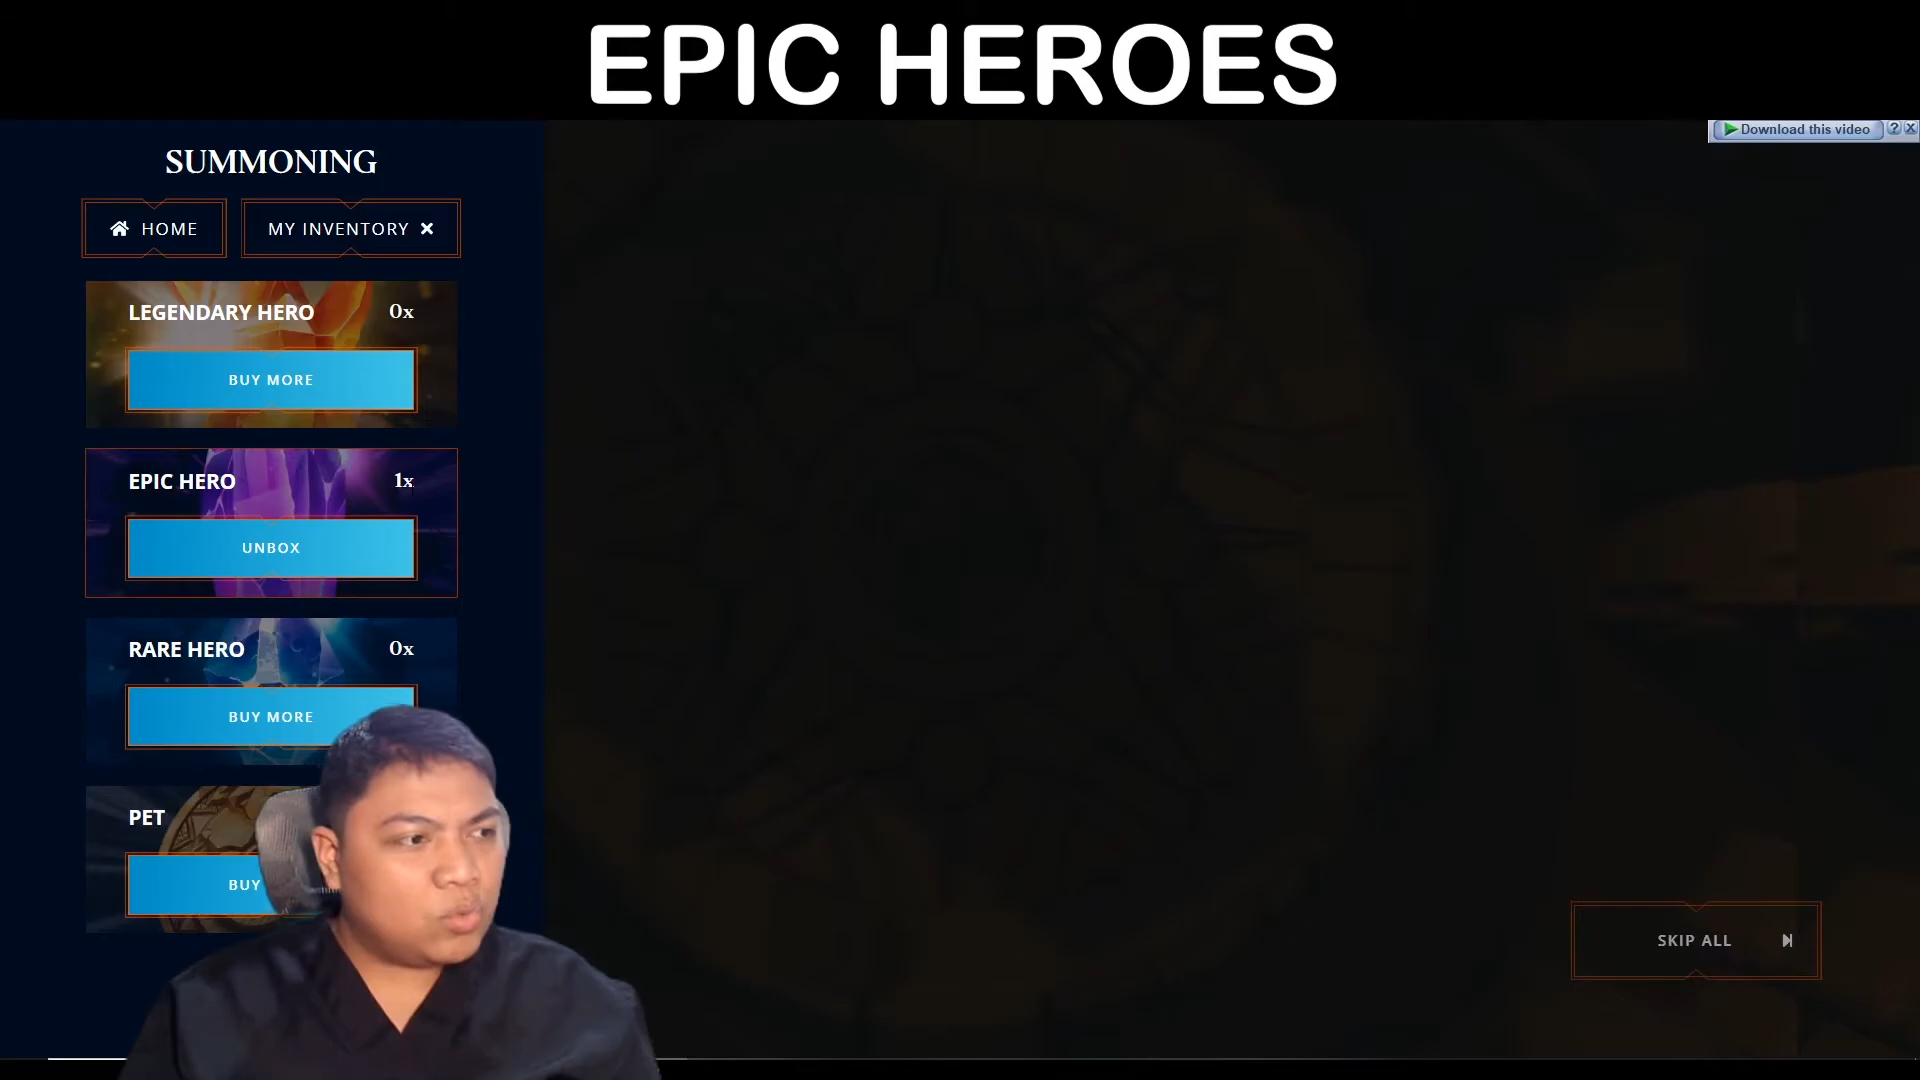 EPIC HEROES
Download this video
SUMMONING
HOME
MY INVENTORY
LEGENDARY HERO 0x
BUY MORE
EPIC HERO 1x
UNBOX
RARE HERO 0x
BUY MORE
PET
BUY
SKIP ALL